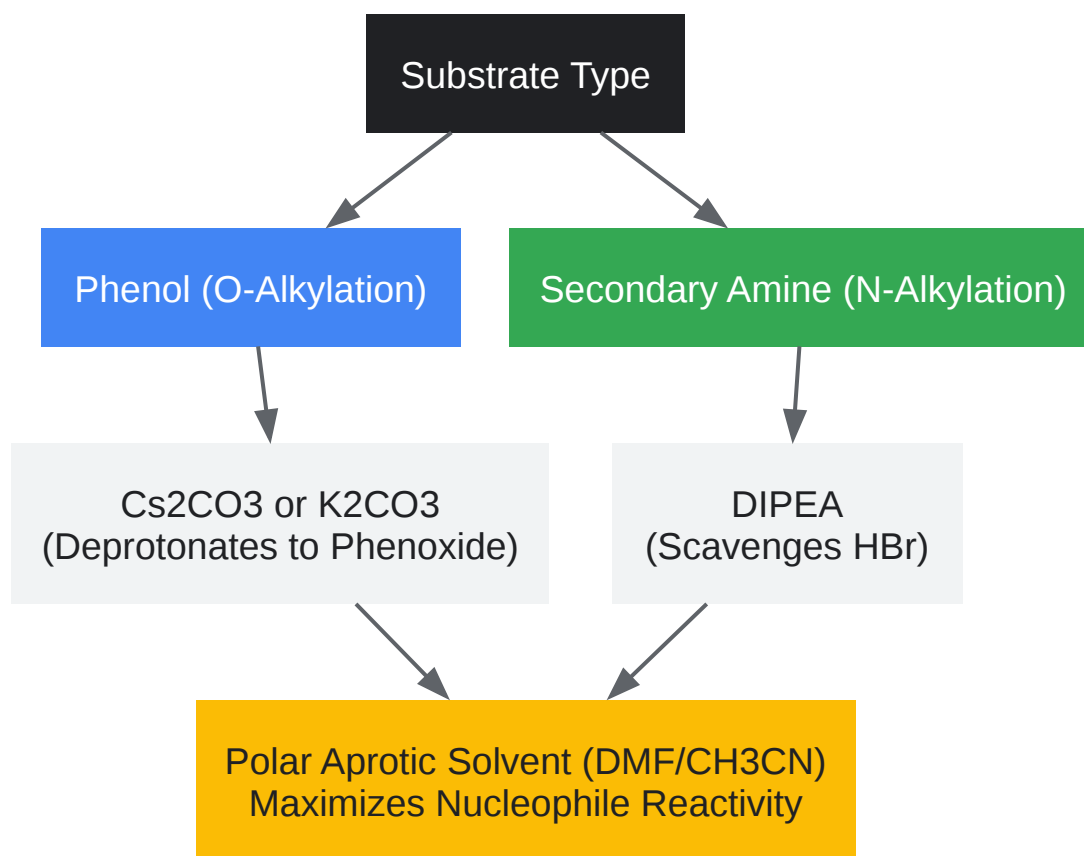 Substrate Type
Phenol (O-Alkylation)
Secondary Amine (N-Alkylation)
Cs2CO3 or K2CO3
(Deprotonates to Phenoxide)
DIPEA
(Scavenges HBr)
Polar Aprotic Solvent (DMF/CH3CN)
Maximizes Nucleophile Reactivity